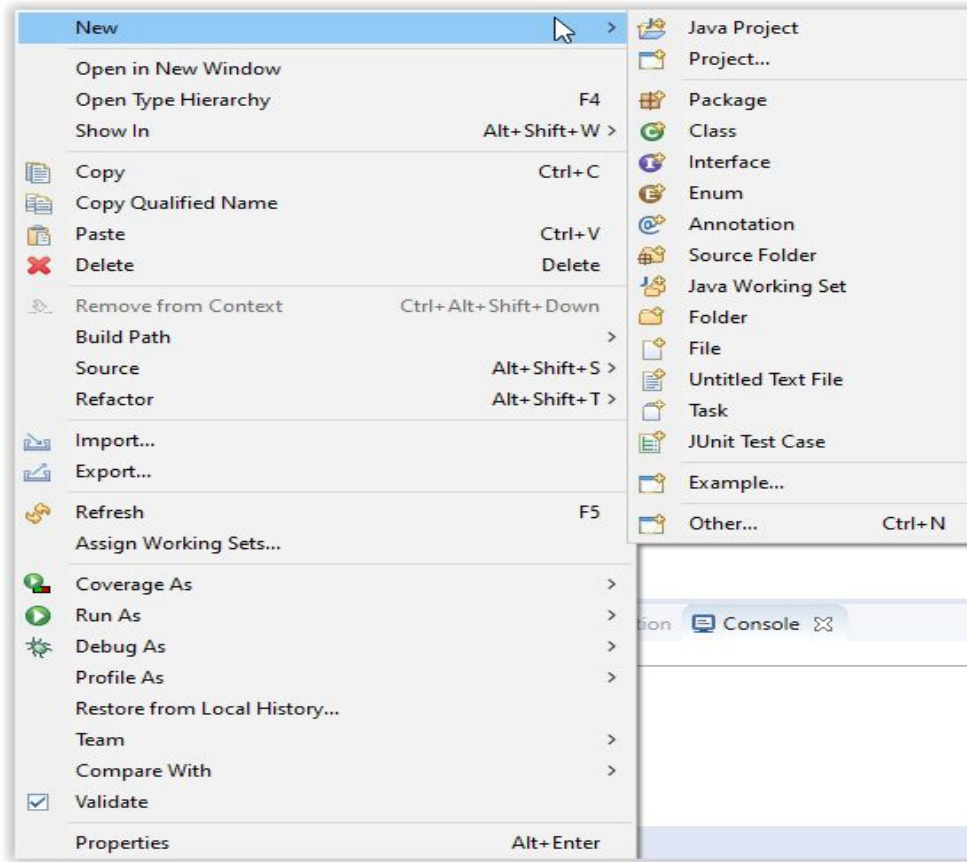 New >
Open in New Window
Open Type Hierarchy F4
Show In Alt+Shift+W >
Copy Ctrl+C
Copy Qualified Name
Paste Ctrl+V
Delete Delete
Remove from Context Ctrl+Alt+Shift+Down
Build Path >
Source Alt+Shift+S >
Refactor Alt+Shift+T >
Import...
Export...
Refresh F5
Assign Working Sets...
Coverage As >
Run As >
Debug As >
Profile As >
Restore from Local History...
Team >
Compare With >
Validate
Properties Alt+Enter
Java Project
Project...
Package
Class
Interface
Enum
Annotation
Source Folder
Java Working Set
Folder
File
Untitled Text File
Task
JUnit Test Case
Example...
Other... Ctrl+N
tion Console